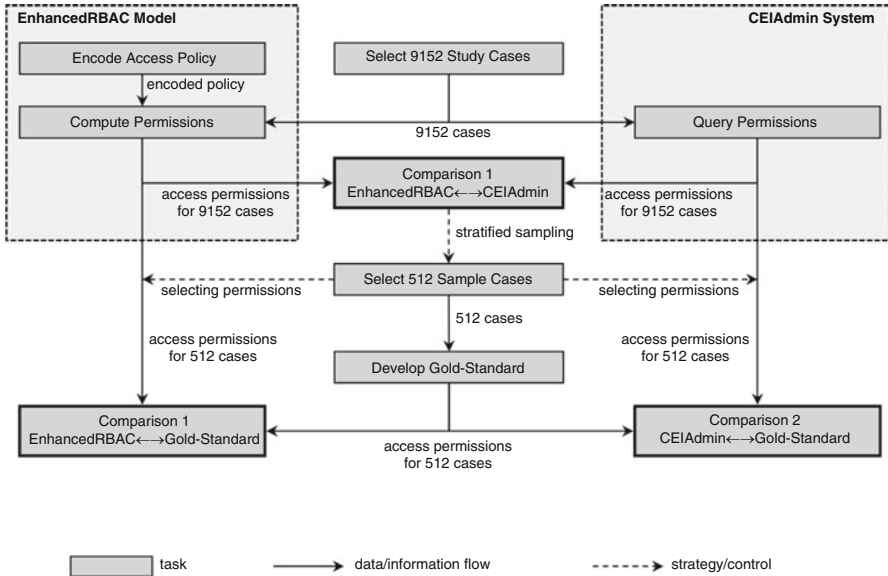 EnhancedRBAC Model
CEIAdmin System
Encode Access Policy
Select 9152 Study Cases
encoded policy
Compute Permissions
Query Permissions
9152 cases
Comparison 1
EnhancedRBAC←→CEIAdmin
access permissions
for 9152 cases
access permissions
for 9152 cases
stratified sampling
Select 512 Sample Cases
selecting permissions
selecting permissions
512 cases
access permissions
for 512 cases
access permissions
for 512 cases
Develop Gold-Standard
Comparison 1
EnhancedRBAC←→Gold-Standard
Comparison 2
CEIAdmin←→Gold-Standard
access permissions
for 512 cases
task
data/information flow
strategy/control